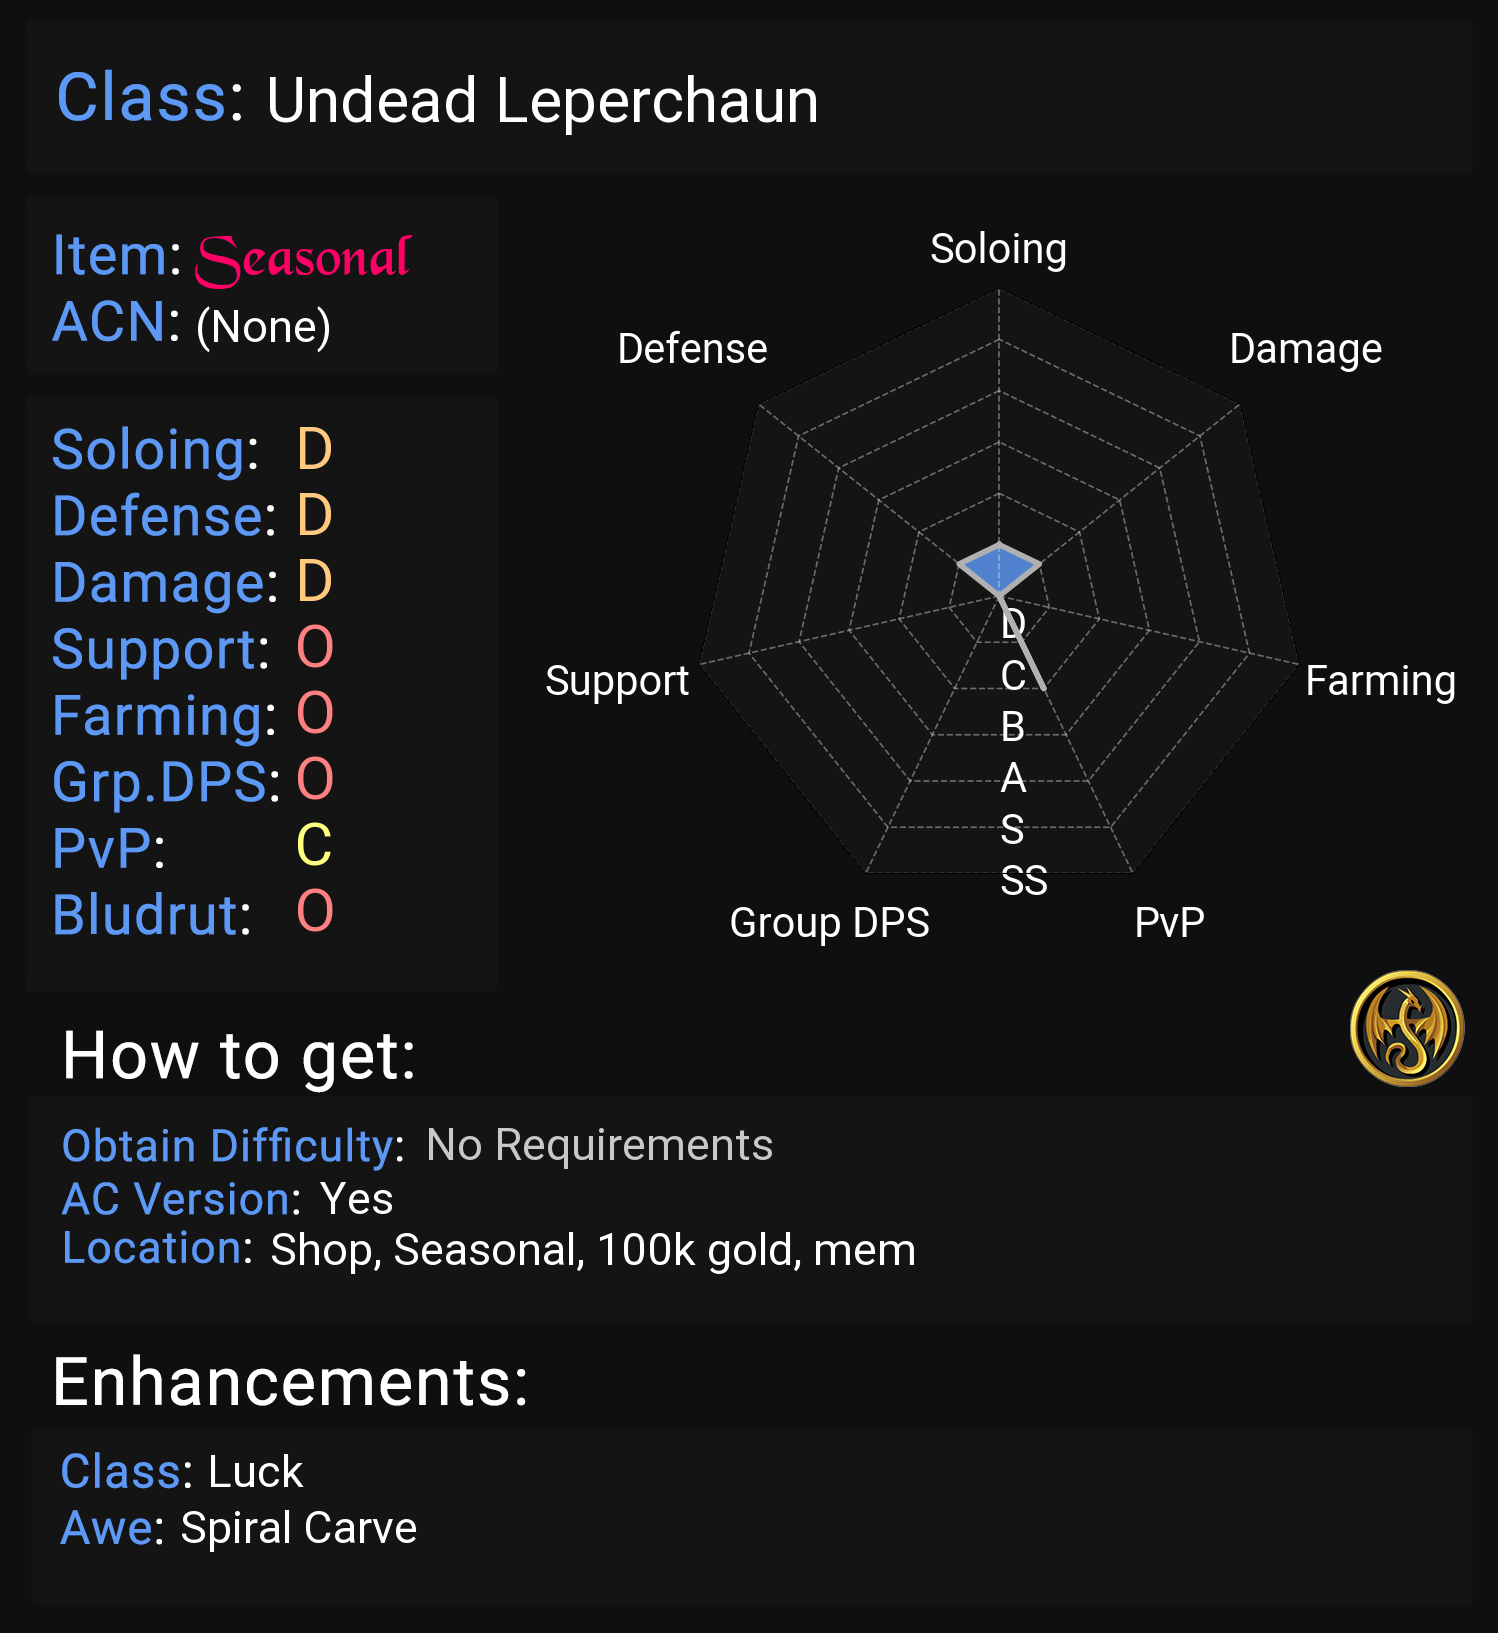 Class: Undead Leperchaun
Item: Seasonal
ACN: (None)
Soloing: D
Defense: D
Damage: D
Support: O
Farming: O
Grp.DPS: O
PvP: C
Bludrut: O
Soloing
Defense
Damage
Support
Farming
D
C
B
A
S
SS
Group DPS
PvP
How to get:
Obtain Difficulty: No Requirements
AC Version: Yes
Location: Shop, Seasonal, 100k gold, mem
Enhancements:
Class: Luck
Awe: Spiral Carve